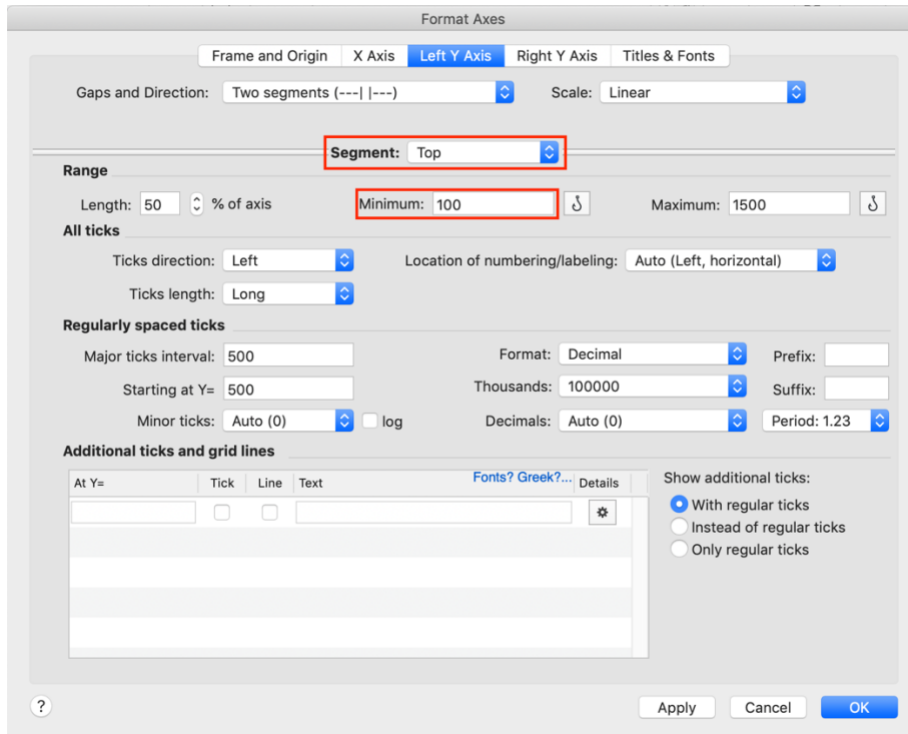 Format Axes
Frame and Origin X Axis Left Y Axis Right Y Axis Titles & Fonts
Gaps and Direction: Two segments (---| |---) Scale: Linear
Segment: Top
Range
Length: 50 % of axis Minimum: 100 Maximum: 1500
All ticks
Ticks direction: Left Location of numbering/labeling: Auto (Left, horizontal)
Ticks length: Long
Regularly spaced ticks
Major ticks interval: 500 Format: Decimal Prefix:
Starting at Y= 500 Thousands: 100000 Suffix:
Minor ticks: Auto (0) log Decimals: Auto (0) Period: 1.23
Additional ticks and grid lines
At Y= Tick Line Text Fonts? Greek?... Details Show additional ticks:
With regular ticks
Instead of regular ticks
Only regular ticks
? Apply Cancel OK